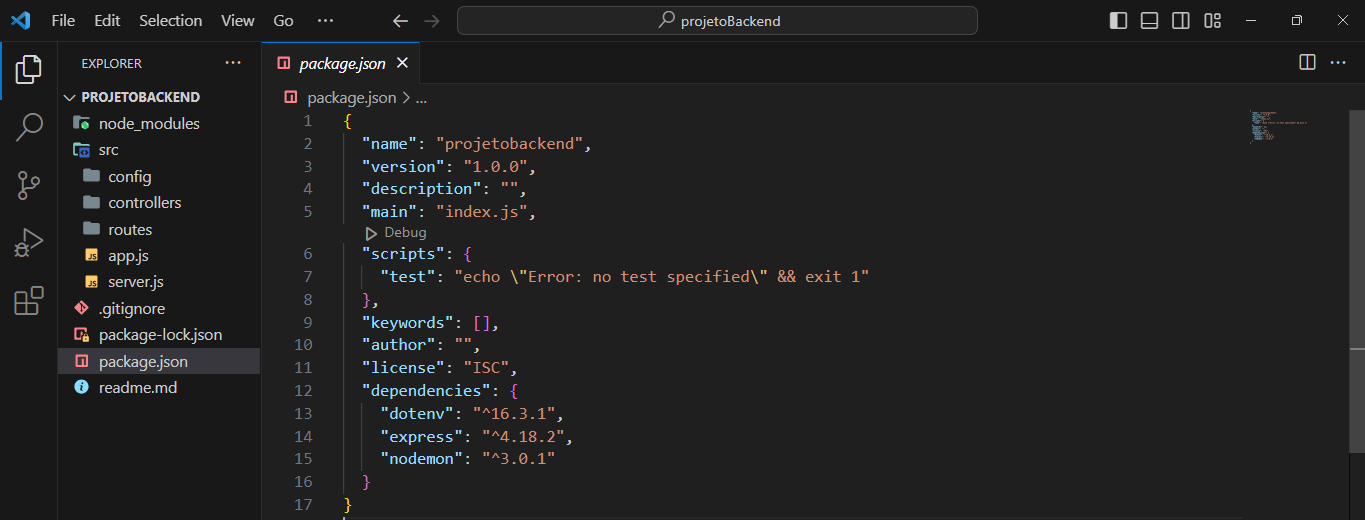 File Edit Selection View Go ··· projetoBackend
EXPLORER ···
PROJETOBACKEND
node_modules
src
config
controllers
routes
app.js
server.js
.gitignore
package-lock.json
package.json
readme.md
package.json
package.json > ...
1 {
2 "name": "projetobackend",
3 "version": "1.0.0",
4 "description": "",
5 "main": "index.js",
Debug
6 "scripts": {
7 "test": "echo \"Error: no test specified\" && exit 1"
8 },
9 "keywords": [],
10 "author": "",
11 "license": "ISC",
12 "dependencies": {
13 "dotenv": "^16.3.1",
14 "express": "^4.18.2",
15 "nodemon": "^3.0.1"
16 }
17 }